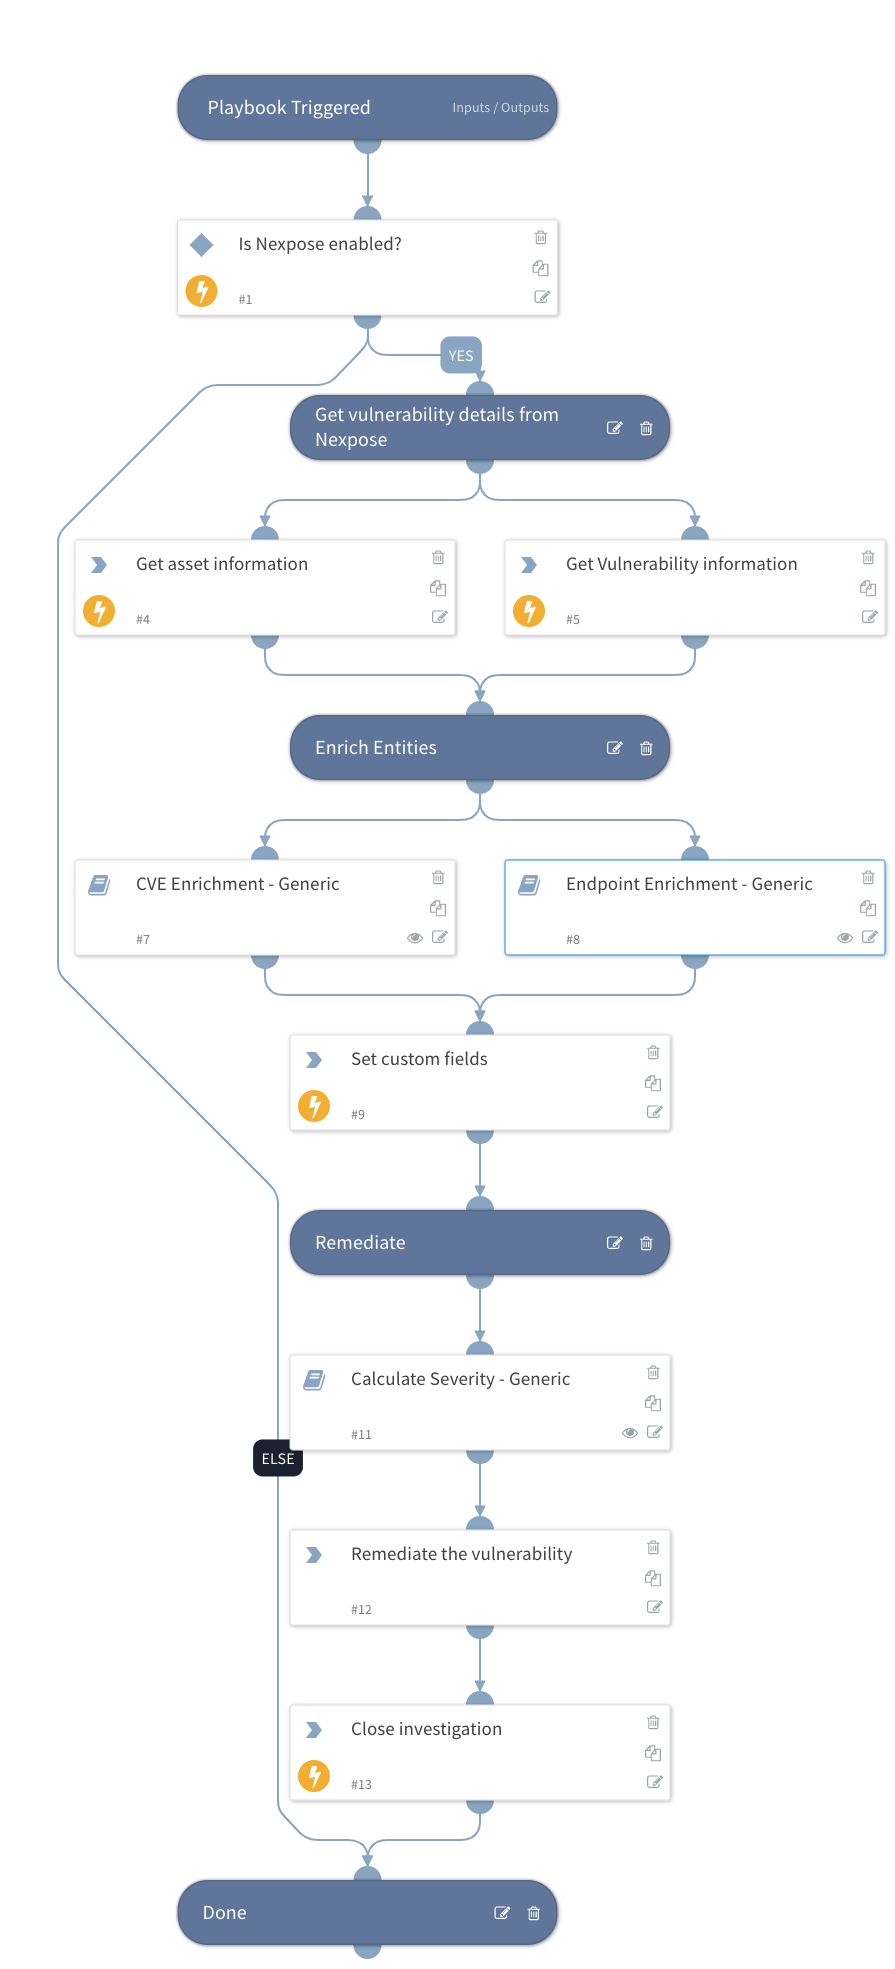 Playbook Triggered
Inputs / Outputs
Is Nexpose enabled?
#1
YES
Get vulnerability details from
Nexpose
Get asset information
#4
Get Vulnerability information
#5
Enrich Entities
CVE Enrichment - Generic
#7
Endpoint Enrichment - Generic
#8
Set custom fields
#9
Remediate
Calculate Severity - Generic
#11
ELSE
Remediate the vulnerability
#12
Close investigation
#13
Done